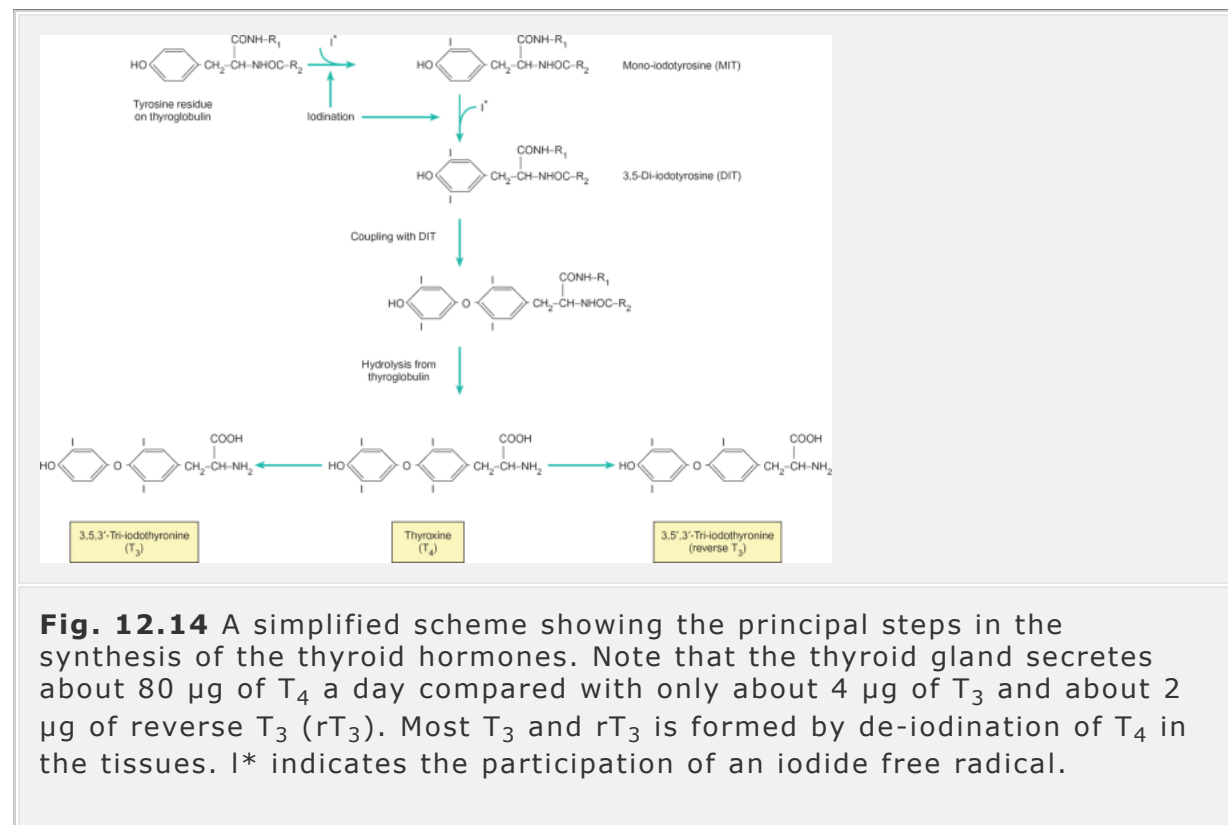 CONH–R1
I*
HO
CH2–CH–NHOC–R2
Tyrosine residue
on thyroglobulin
Iodination
I
CONH–R1
HO
CH2–CH–NHOC–R2
Mono-iodotyrosine (MIT)
I*
I
CONH–R1
HO
CH2–CH–NHOC–R2
I
3,5-Di-iodotyrosine (DIT)
Coupling with DIT
I
I
CONH–R1
HO
O
CH2–CH–NHOC–R2
I
I
Hydrolysis from
thyroglobulin
I
I
COOH
HO
O
CH2–CH–NH2
I
3,5,3'-Tri-iodothyronine
(T3)
I
I
COOH
HO
O
CH2–CH–NH2
I
I
Thyroxine
(T4)
I
I
COOH
HO
O
CH2–CH–NH2
I
3,5',3'-Tri-iodothyronine
(reverse T3)
Fig. 12.14 A simplified scheme showing the principal steps in the
synthesis of the thyroid hormones. Note that the thyroid gland secretes
about 80 µg of T4 a day compared with only about 4 µg of T3 and about 2
µg of reverse T3 (rT3). Most T3 and rT3 is formed by de-iodination of T4 in
the tissues. I* indicates the participation of an iodide free radical.